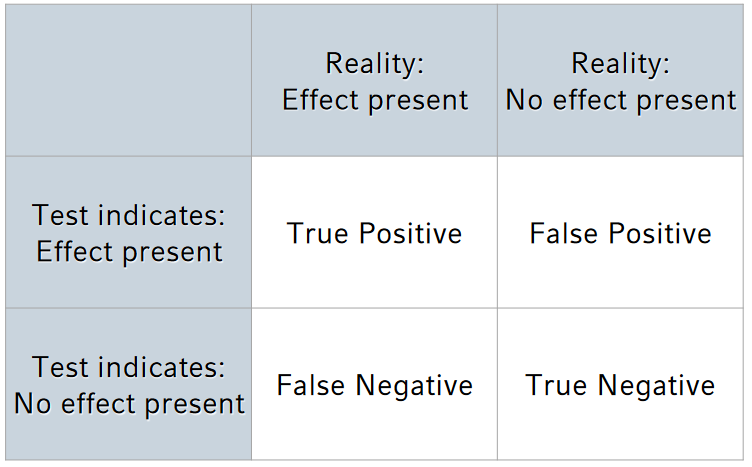 Reality:
Effect present
Reality:
No effect present
Test indicates:
Effect present
True Positive
False Positive
Test indicates:
No effect present
False Negative
True Negative